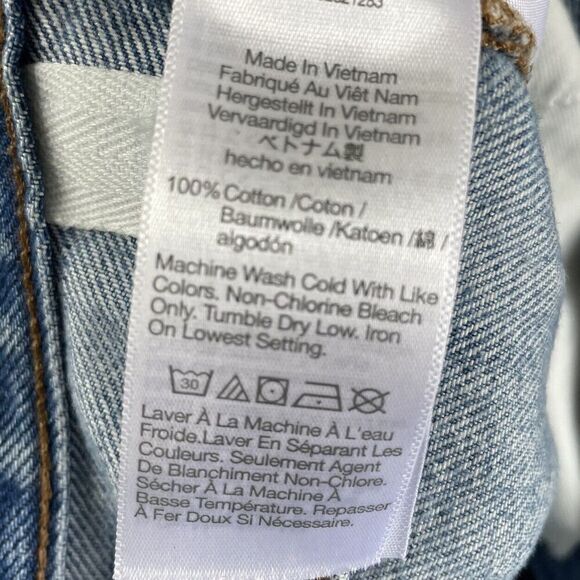 Made In Vietnam
Fabriqué Au Viêt Nam
Hergestellt In Vietnam
Vervaardigd In Vietnam
ベトナム製
hecho en vietnam
100% Cotton /Coton /
Baumwolle /Katoen /綿 /
algodón
Machine Wash Cold With Like
Colors. Non-Chlorine Bleach
Only. Tumble Dry Low. Iron
On Lowest Setting.
30
Laver À La Machine À L'eau
Froide.Laver En Séparant Les
Couleurs. Seulement Agent
De Blanchiment Non-Chlore.
Sécher À La Machine À
Basse Température. Repasser
À Fer Doux Si Nécessaire.